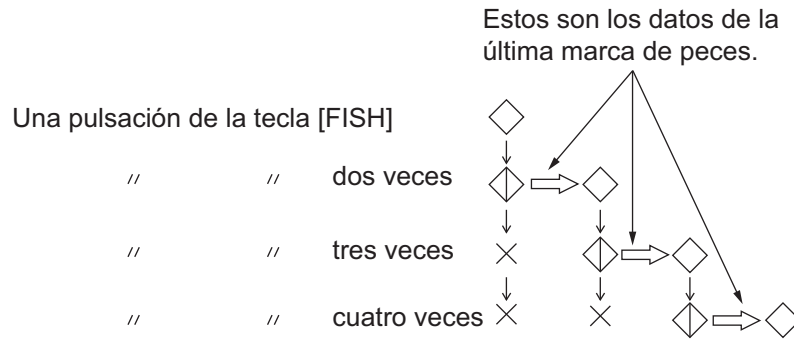 Estos son los datos de la
última marca de peces.
Una pulsación de la tecla [FISH]
〃 〃 dos veces
〃 〃 tres veces
〃 〃 cuatro veces